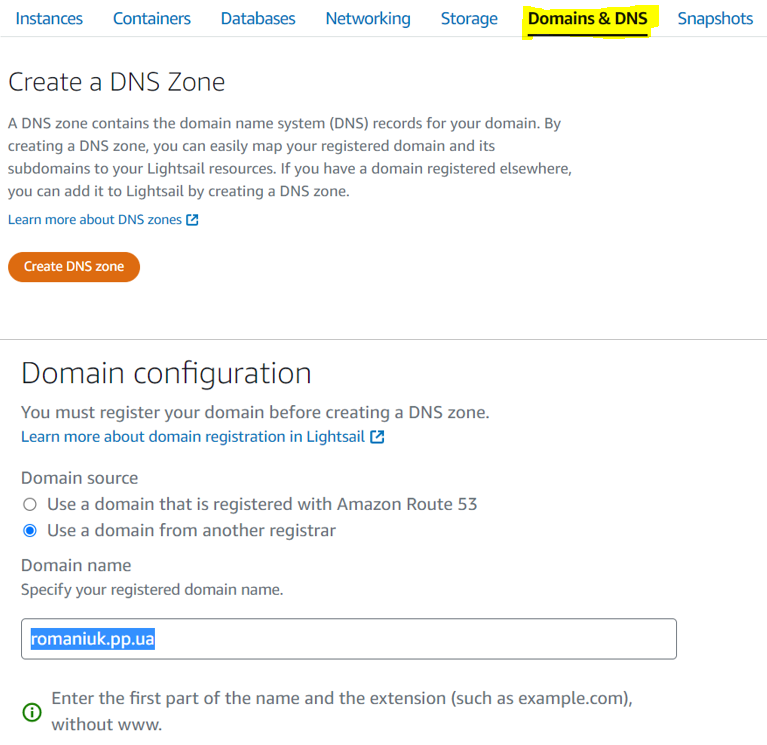 Instances Containers Databases Networking Storage Domains & DNS Snapshots
Create a DNS Zone
A DNS zone contains the domain name system (DNS) records for your domain. By
creating a DNS zone, you can easily map your registered domain and its
subdomains to your Lightsail resources. If you have a domain registered elsewhere,
you can add it to Lightsail by creating a DNS zone.
Learn more about DNS zones
Create DNS zone
Domain configuration
You must register your domain before creating a DNS zone.
Learn more about domain registration in Lightsail
Domain source
Use a domain that is registered with Amazon Route 53
Use a domain from another registrar
Domain name
Specify your registered domain name.
romaniuk.pp.ua
Enter the first part of the name and the extension (such as example.com),
without www.